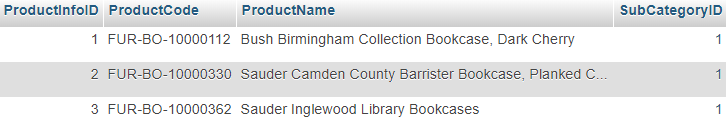 ProductInfoID ProductCode ProductName SubCategoryID
1 FUR-BO-10000112 Bush Birmingham Collection Bookcase, Dark Cherry 1
2 FUR-BO-10000330 Sauder Camden County Barrister Bookcase, Planked C... 1
3 FUR-BO-10000362 Sauder Inglewood Library Bookcases 1